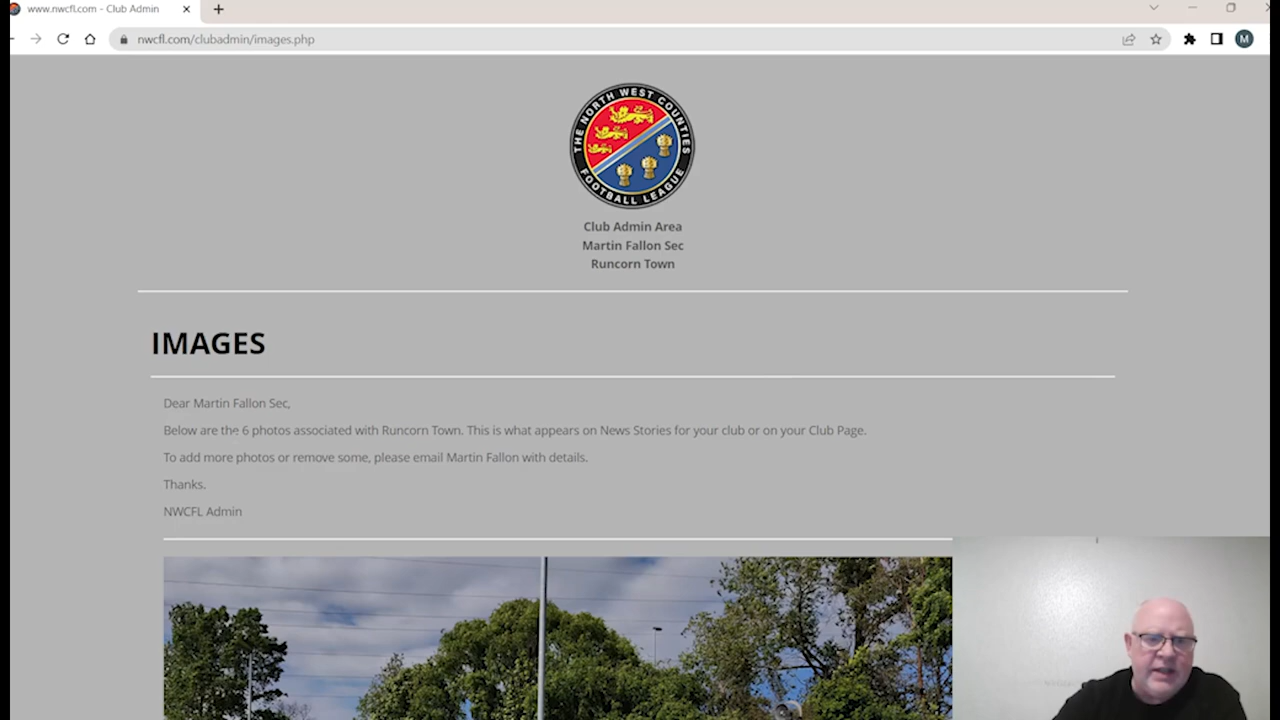 www.nwcfl.com - Club Admin
nwcfl.com/clubadmin/images.php
M
THE NORTH WEST COUNTIES
FOOTBALL LEAGUE
Club Admin Area
Martin Fallon Sec
Runcorn Town
IMAGES
Dear Martin Fallon Sec,
Below are the 6 photos associated with Runcorn Town. This is what appears on News Stories for your club or on your Club Page.
To add more photos or remove some, please email Martin Fallon with details.
Thanks.
NWCFL Admin